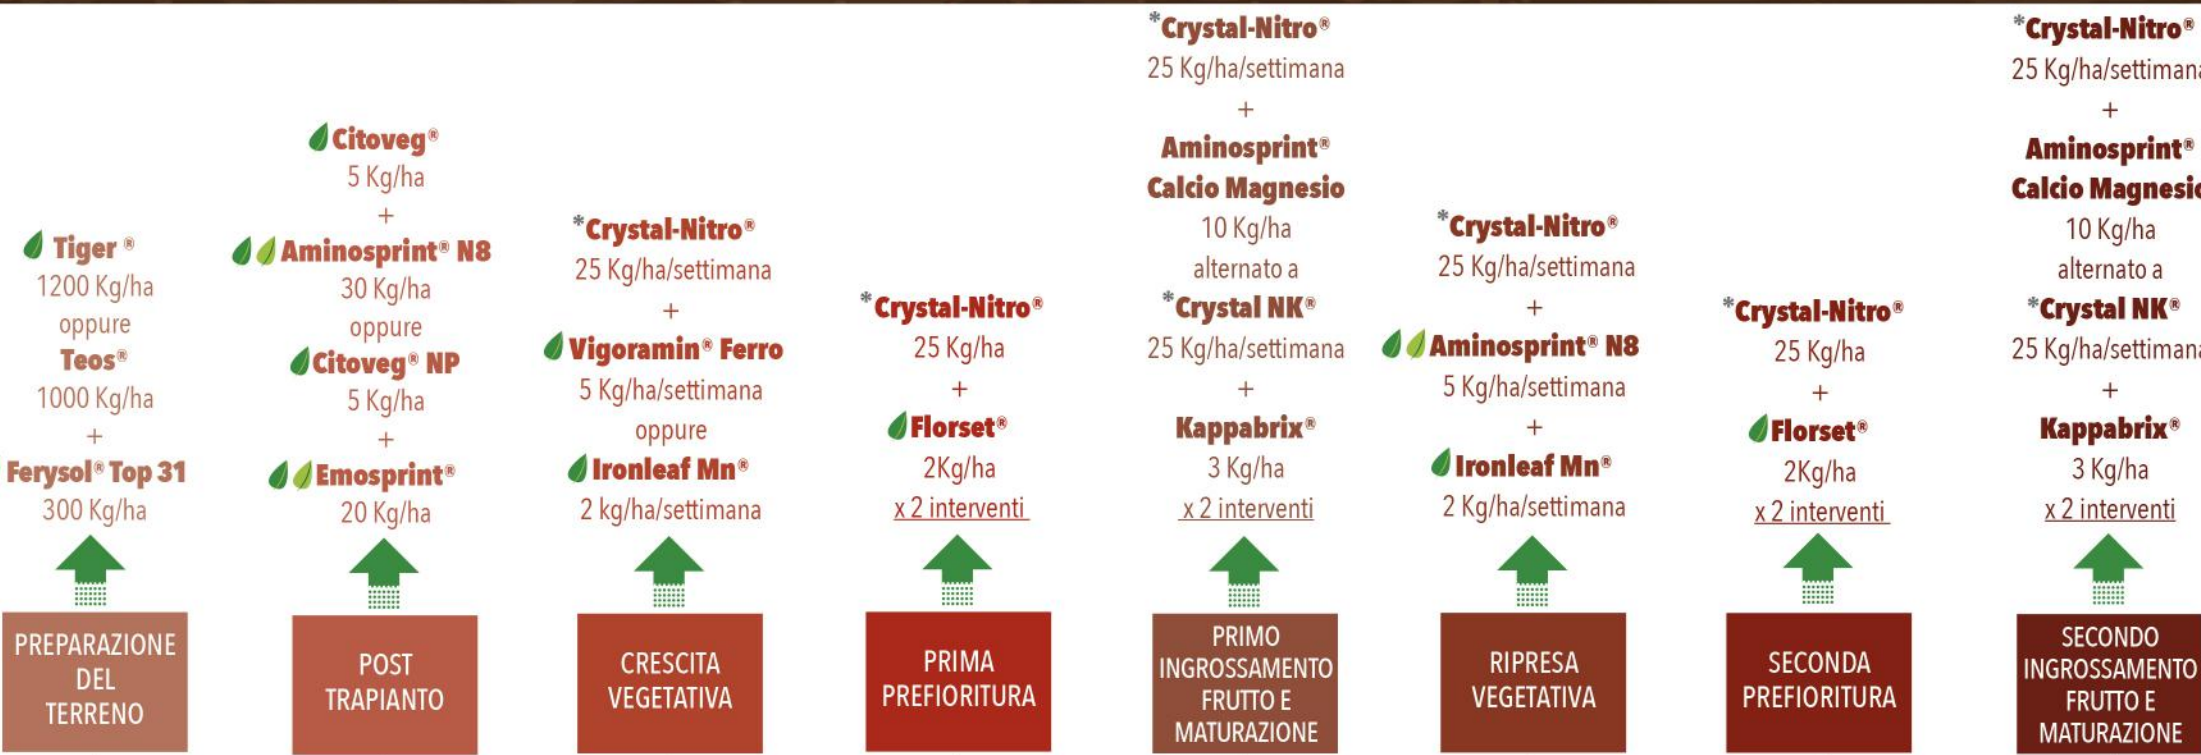 Tiger ®
1200 Kg/ha
oppure
Teos®
1000 Kg/ha
+
Ferysol® Top 31
300 Kg/ha
PREPARAZIONE
DEL
TERRENO
Citoveg®
5 Kg/ha
+
Aminosprint® N8
30 Kg/ha
oppure
Citoveg® NP
5 Kg/ha
+
Emosprint®
20 Kg/ha
POST
TRAPIANTO
*Crystal-Nitro®
25 Kg/ha/settimana
+
Vigoramin® Ferro
5 Kg/ha/settimana
oppure
Ironleaf Mn®
2 kg/ha/settimana
CRESCITA
VEGETATIVA
*Crystal-Nitro®
25 Kg/ha
+
Florset®
2Kg/ha
x 2 interventi
PRIMA
PREFIORITURA
*Crystal-Nitro®
25 Kg/ha/settimana
+
Aminosprint®
Calcio Magnesio
10 Kg/ha
alternato a
*Crystal NK®
25 Kg/ha/settimana
+
Kappabrix®
3 Kg/ha
x 2 interventi
PRIMO
INGROSSAMENTO
FRUTTO E
MATURAZIONE
*Crystal-Nitro®
25 Kg/ha/settimana
+
Aminosprint® N8
5 Kg/ha/settimana
+
Ironleaf Mn®
2 Kg/ha/settimana
RIPRESA
VEGETATIVA
*Crystal-Nitro®
25 Kg/ha
+
Florset®
2Kg/ha
x 2 interventi
SECONDA
PREFIORITURA
*Crystal-Nitro®
25 Kg/ha/settimana
+
Aminosprint®
Calcio Magnesio
10 Kg/ha
alternato a
*Crystal NK®
25 Kg/ha/settimana
+
Kappabrix®
3 Kg/ha
x 2 interventi
SECONDO
INGROSSAMENTO
FRUTTO E
MATURAZIONE